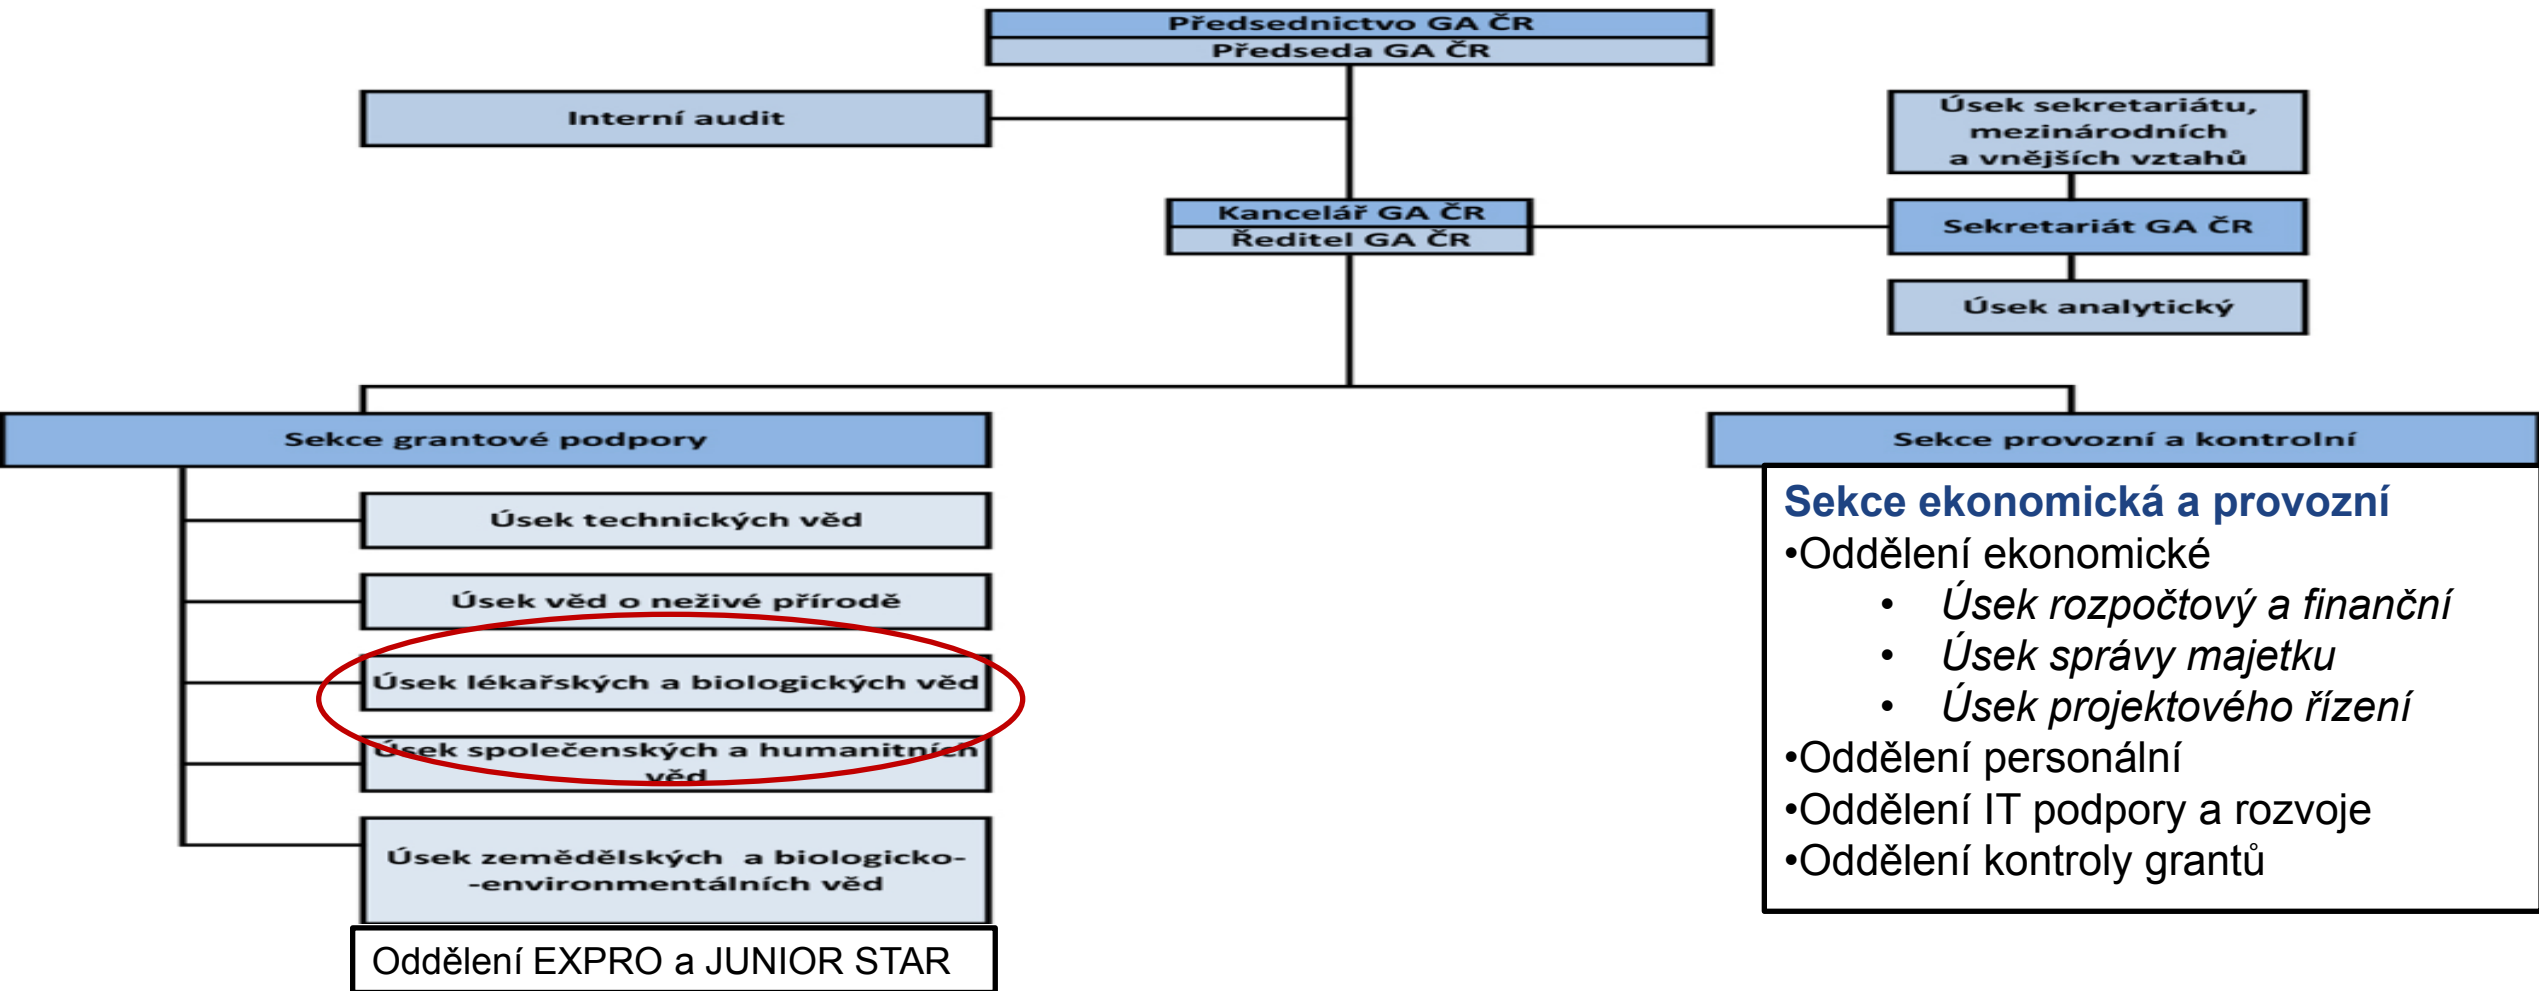 Předsednictvo GA ČR
Předseda GA ČR
Interní audit
Úsek sekretariátu,
mezinárodních
a vnějších vztahů
Kancelář GA ČR
Ředitel GA ČR
Sekretariát GA ČR
Úsek analytický
Sekce grantové podpory
Úsek technických věd
Úsek věd o neživé přírodě
Úsek lékařských a biologických věd
Úsek společenských a humanitních
věd
Úsek zemědělských a biologicko-
-environmentálních věd
Oddělení EXPRO a JUNIOR STAR
Sekce provozní a kontrolní
Sekce ekonomická a provozní
•Oddělení ekonomické
• Úsek rozpočtový a finanční
• Úsek správy majetku
• Úsek projektového řízení
•Oddělení personální
•Oddělení IT podpory a rozvoje
•Oddělení kontroly grantů